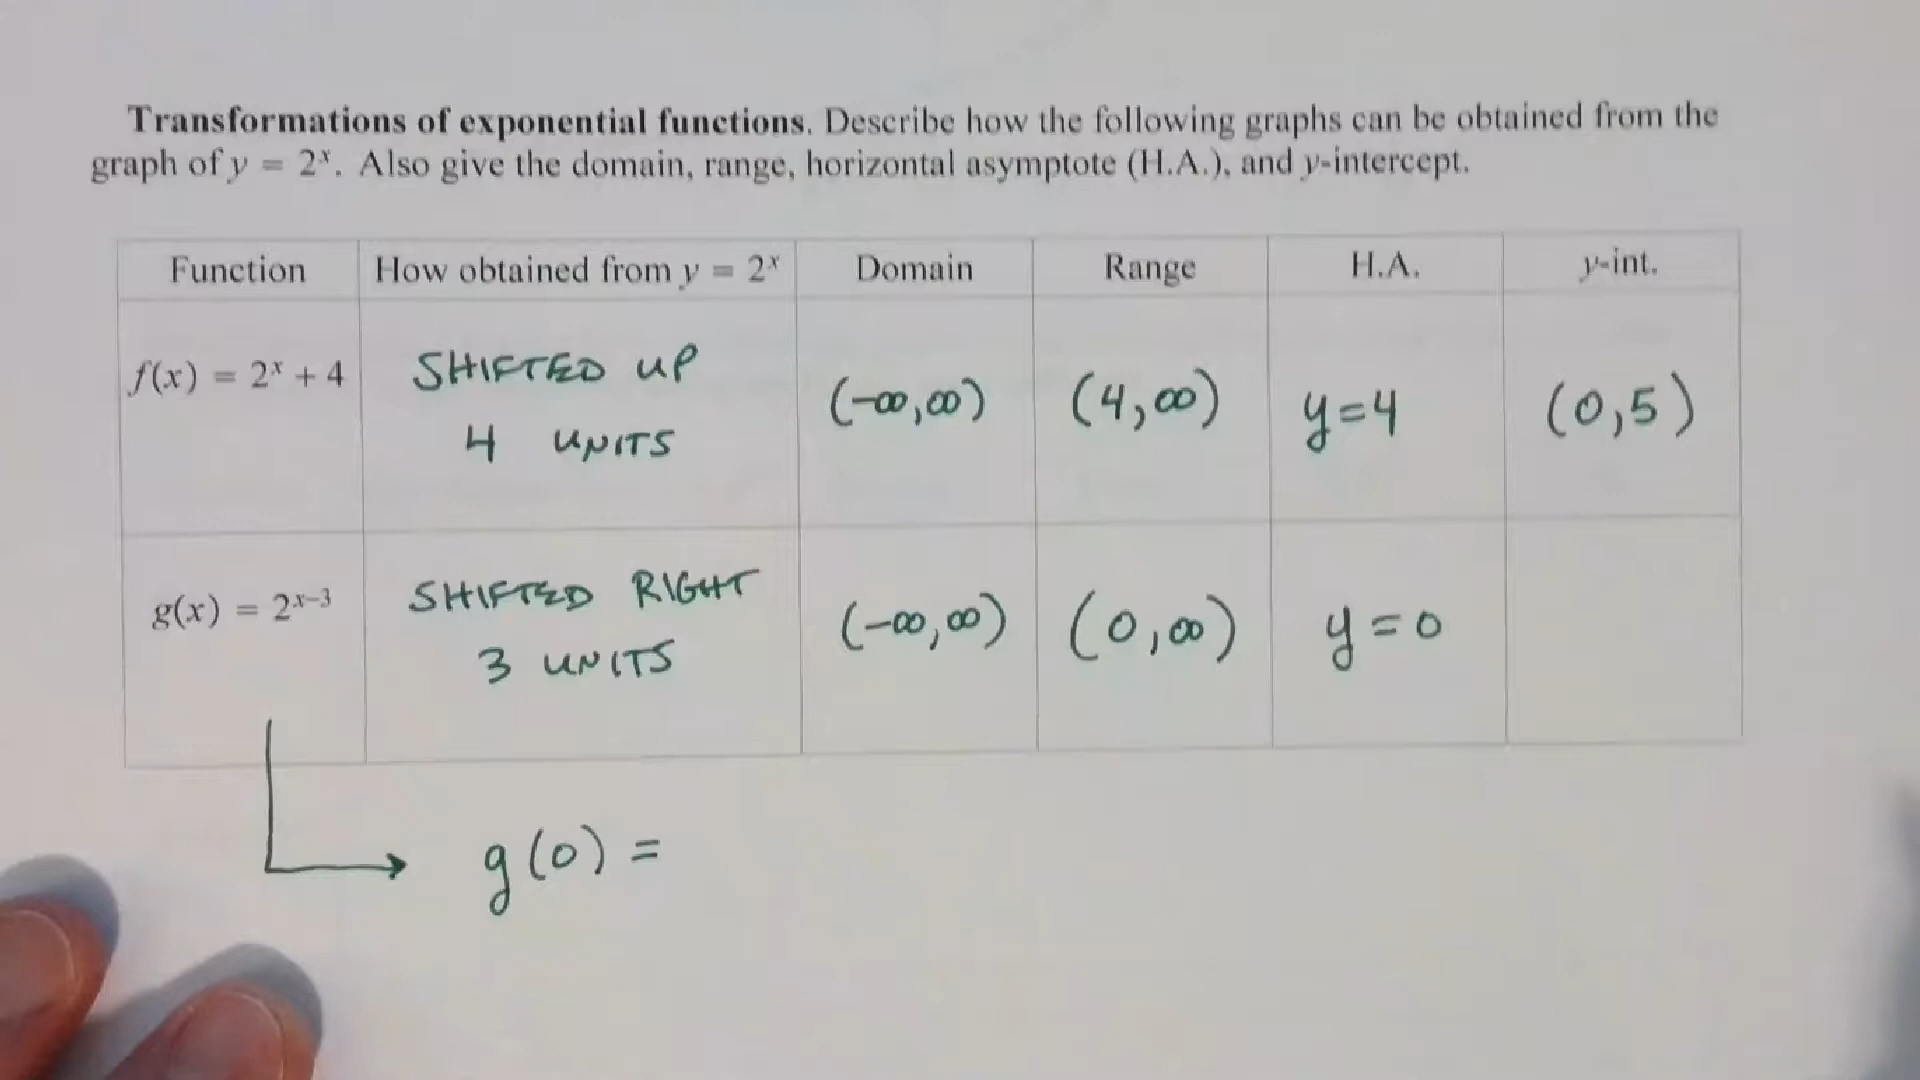 Transformations of exponential functions. Describe how the following graphs can be obtained from the
graph of y = 2ˣ. Also give the domain, range, horizontal asymptote (H.A.), and y-intercept.
Function How obtained from y = 2ˣ Domain Range H.A. y-int.
f(x) = 2ˣ + 4 SHIFTED UP 4 UNITS (-∞,∞) (4,∞) y=4 (0,5)
g(x) = 2ˣ⁻³ SHIFTED RIGHT 3 UNITS (-∞,∞) (0,∞) y=0
g(0) =